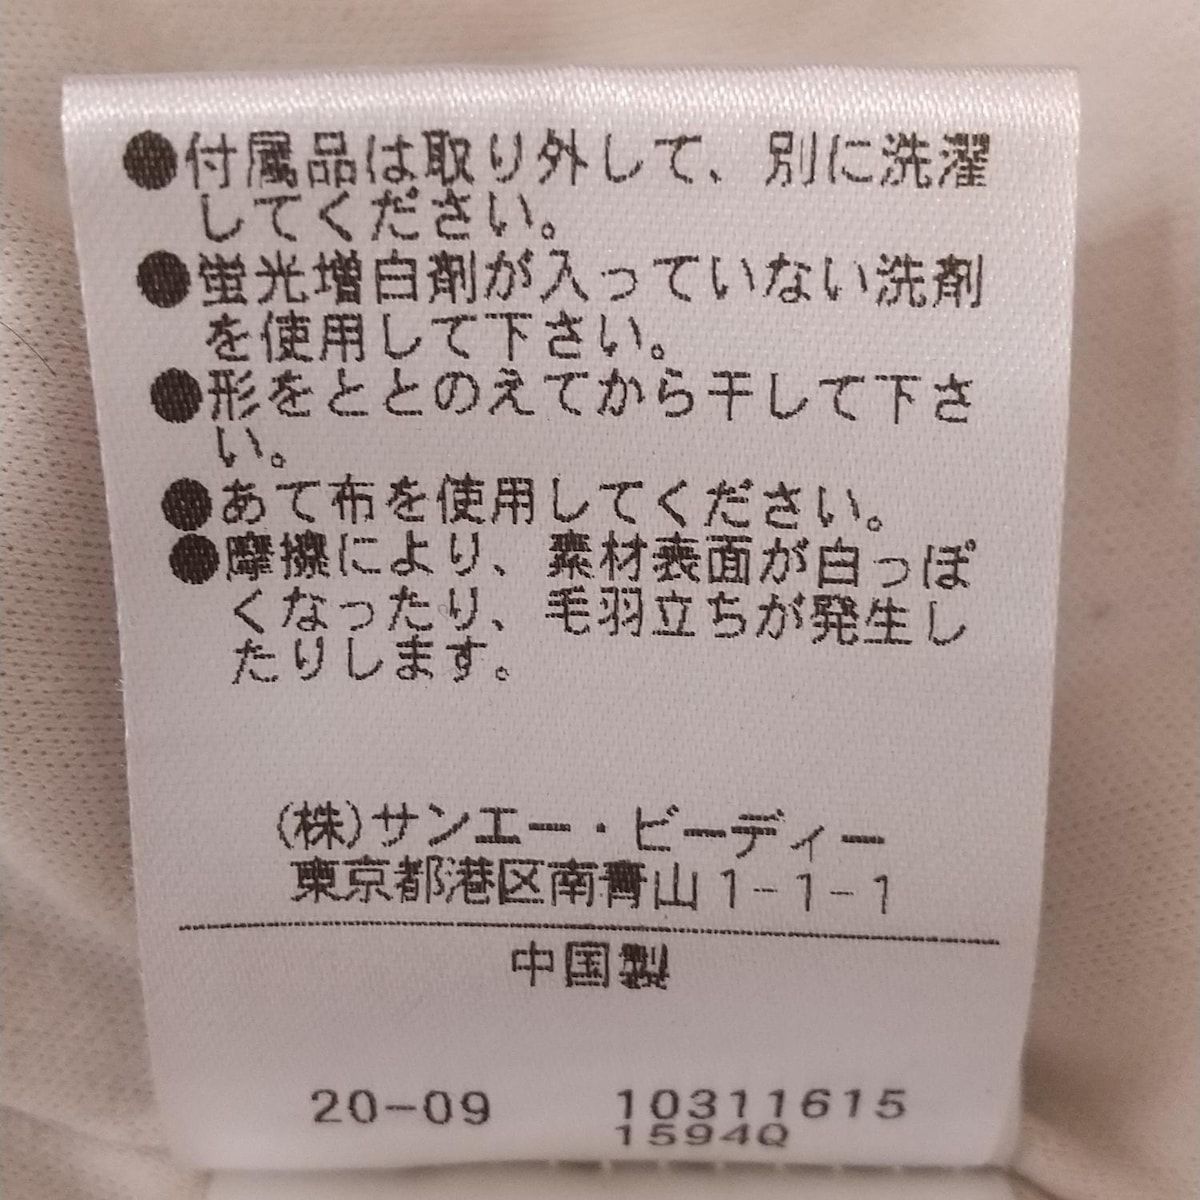 ●付属品は取り外して、別に洗濯
してください。
●蛍光増白剤が入っていない洗剤
を使用して下さい。
●形をととのえてから干して下さ
い。
●あて布を使用してください。
●摩擦により、素材表面が白っぽ
くなったり、毛羽立ちが発生し
たりします。
(株)サンエー・ビーディー
東京都港区南青山1-1-1
中国製
20-09 10311615
1594Q